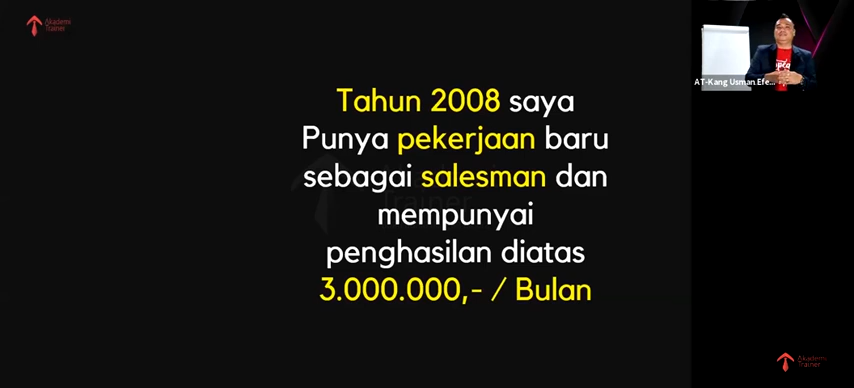 Akademi
Trainer
Tahun 2008 saya
Punya pekerjaan baru
sebagai salesman dan
mempunyai
penghasilan diatas
3.000.000,- / Bulan
AT-Kang Usman Efe...
Akademi
Trainer